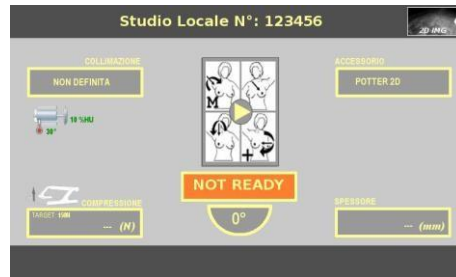 Studio Locale N°: 123456
2D IMG
COLLIMAZIONE
NON DEFINITA
ACCESSORIO
POTTER 2D
10 %HU
30°
M
+
NOT READY
0°
COMPRESSIONE
TARGET 150N
--- (N)
SPESSORE
--- (mm)